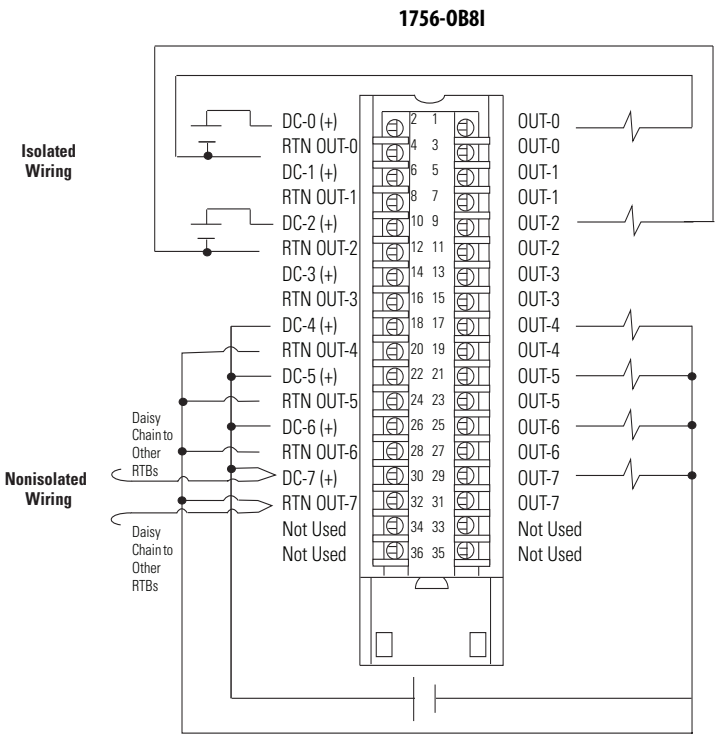 1756-OB8I
Isolated
Wiring
DC-0 (+) 2 1 OUT-0
RTN OUT-0 4 3 OUT-0
DC-1 (+) 6 5 OUT-1
RTN OUT-1 8 7 OUT-1
DC-2 (+) 10 9 OUT-2
RTN OUT-2 12 11 OUT-2
DC-3 (+) 14 13 OUT-3
RTN OUT-3 16 15 OUT-3
DC-4 (+) 18 17 OUT-4
RTN OUT-4 20 19 OUT-4
DC-5 (+) 22 21 OUT-5
RTN OUT-5 24 23 OUT-5
DC-6 (+) 26 25 OUT-6
RTN OUT-6 28 27 OUT-6
DC-7 (+) 30 29 OUT-7
RTN OUT-7 32 31 OUT-7
Not Used 34 33 Not Used
Not Used 36 35 Not Used
Nonisolated
Wiring
Daisy
Chain to
Other
RTBs
Daisy
Chain to
Other
RTBs